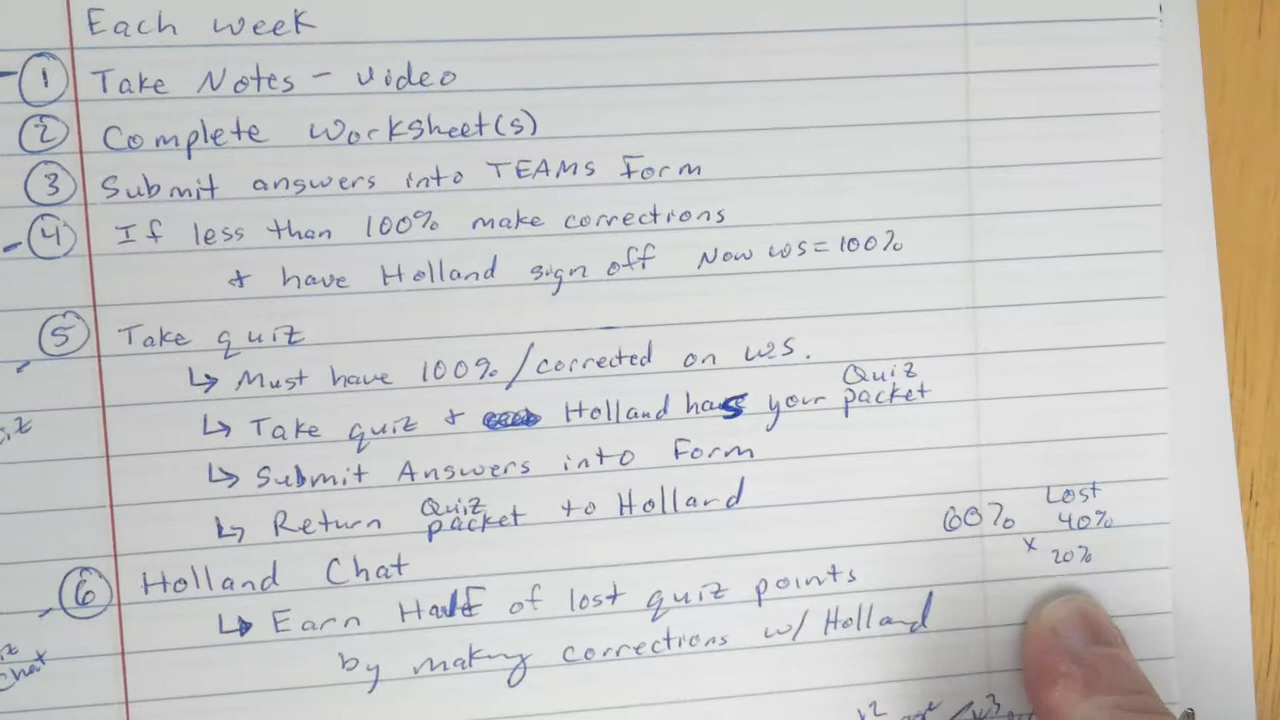 Each week
① Take Notes - video
② Complete Worksheet(s)
③ Submit answers into TEAMS Form
④ If less than 100% make corrections
+ have Holland sign off Now WS = 100%
⑤ Take quiz
↳ Must have 100%/corrected on WS.
↳ Take quiz + Holland has your Quiz packet
↳ Submit Answers into Form
↳ Return Quiz packet to Holland
60% Lost 40%
x 20%
⑥ Holland Chat
↳ Earn Half of lost quiz points
by making corrections w/ Holland
Chat